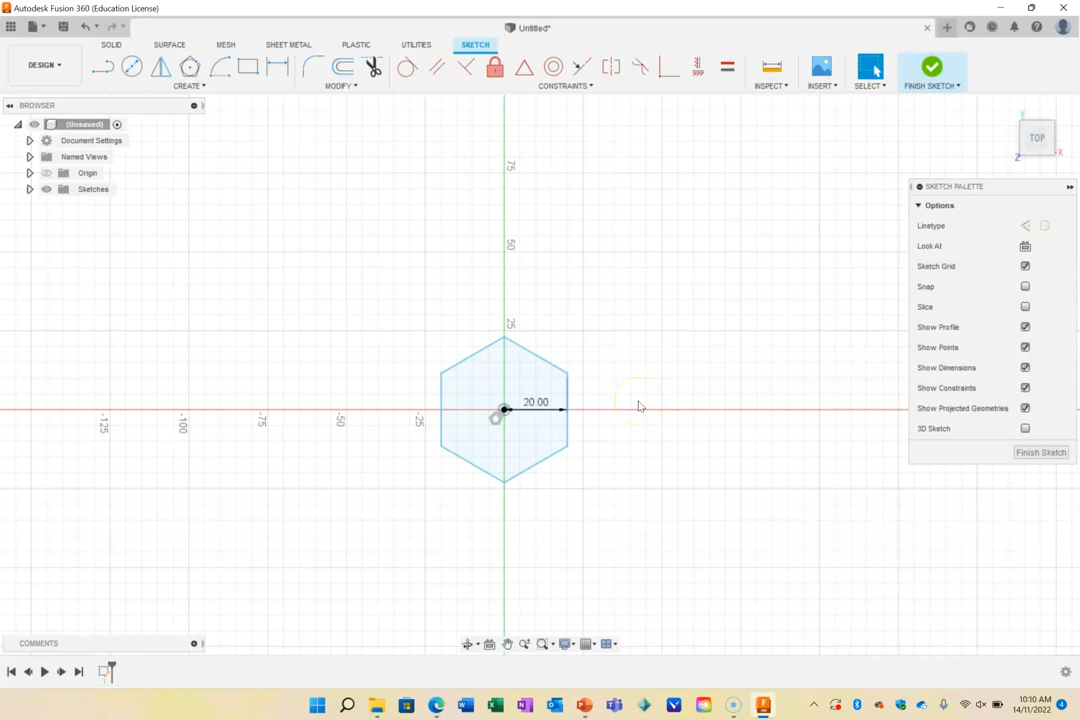 Autodesk Fusion 360 (Education License)
Untitled*
SOLID SURFACE MESH SHEET METAL PLASTIC UTILITIES SKETCH
DESIGN
CREATE MODIFY CONSTRAINTS INSPECT INSERT SELECT FINISH SKETCH
BROWSER
(Unsaved)
Document Settings
Named Views
Origin
Sketches
TOP
Y
X
Z
SKETCH PALETTE
Options
Linetype
Look At
Sketch Grid
Snap
Slice
Show Profile
Show Points
Show Dimensions
Show Constraints
Show Projected Geometries
3D Sketch
Finish Sketch
75
50
25
20.00
-125 -100 -75 -50 -25
COMMENTS
10:10 AM
14/11/2022
4